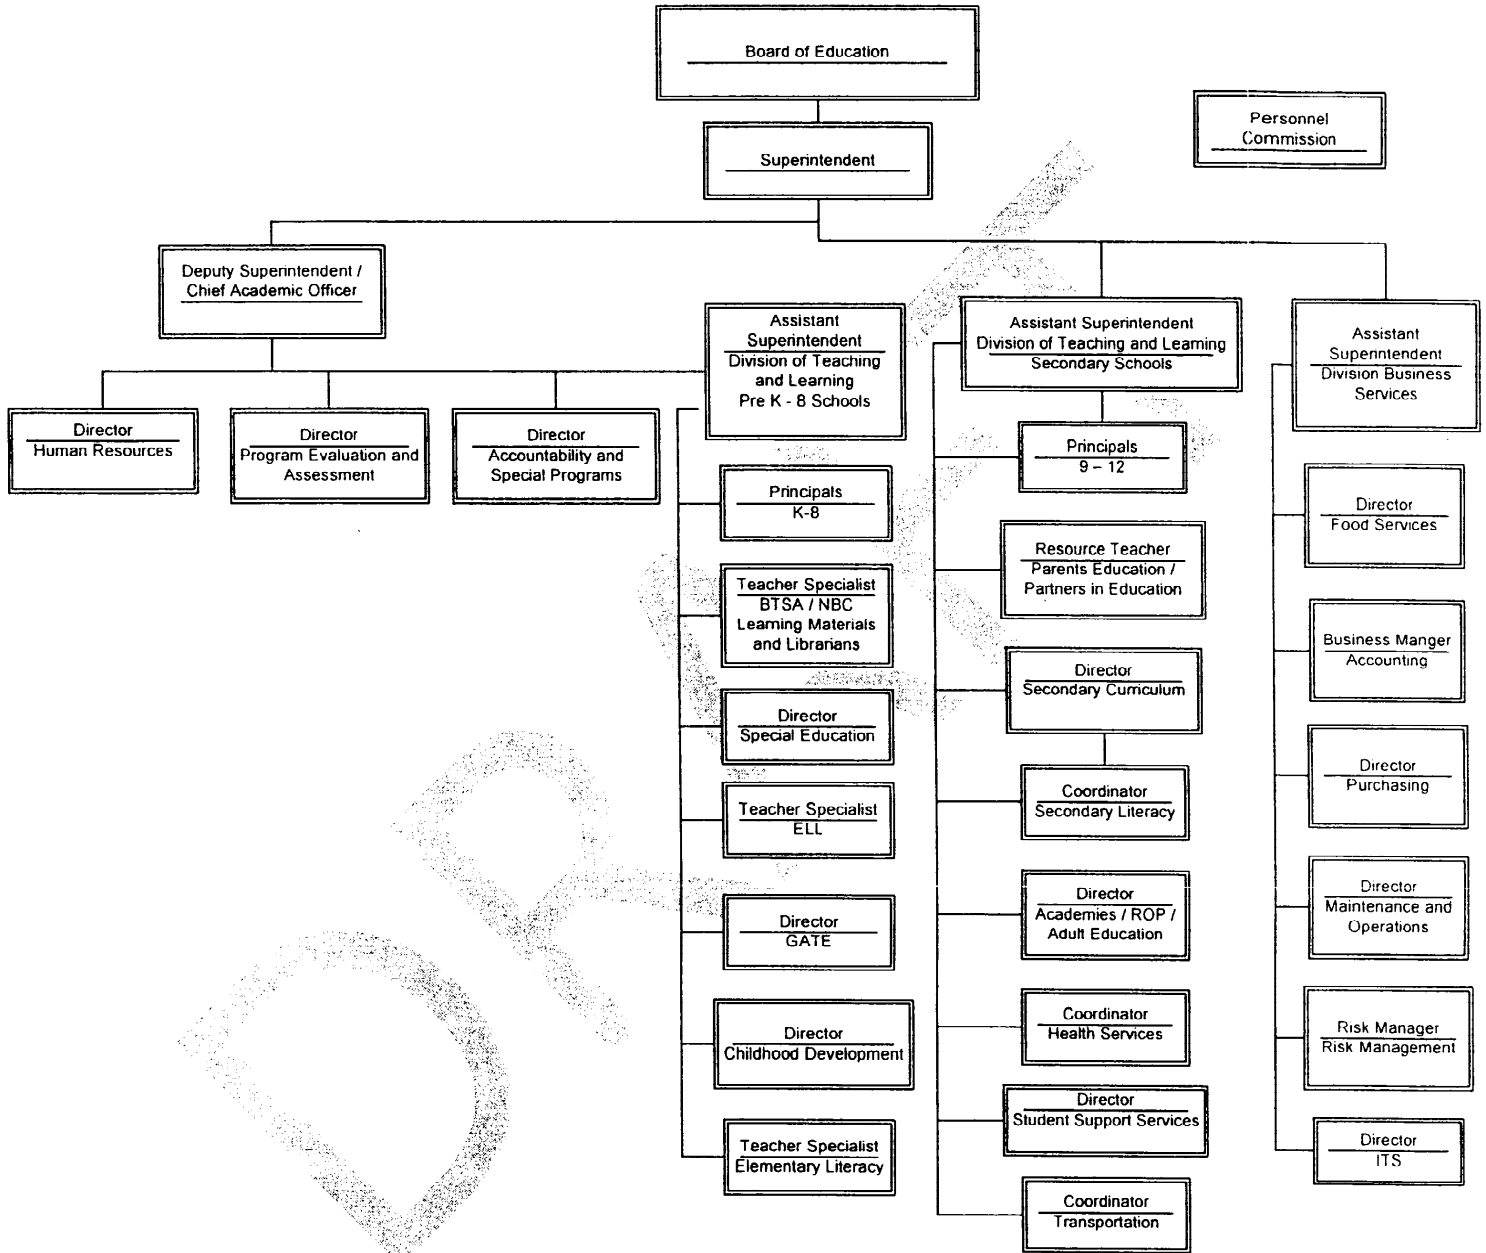 Board of Education
Personnel
Commission
Superintendent
Deputy Superintendent /
Chief Academic Officer
Assistant
Superintendent
Division of Teaching
and Learning
Pre K - 8 Schools
Assistant Superintendent
Division of Teaching and Learning
Secondary Schools
Assistant
Superintendent
Division Business
Services
Director
Human Resources
Director
Program Evaluation and
Assessment
Director
Accountability and
Special Programs
Principals
K-8
Teacher Specialist
BTSA / NBC
Learning Materials
and Librarians
Director
Special Education
Teacher Specialist
ELL
Director
GATE
Director
Childhood Development
Teacher Specialist
Elementary Literacy
Principals
9 – 12
Resource Teacher
Parents Education /
Partners in Education
Director
Secondary Curriculum
Coordinator
Secondary Literacy
Director
Academies / ROP /
Adult Education
Coordinator
Health Services
Director
Student Support Services
Coordinator
Transportation
Director
Food Services
Business Manger
Accounting
Director
Purchasing
Director
Maintenance and
Operations
Risk Manager
Risk Management
Director
ITS
DRAFT